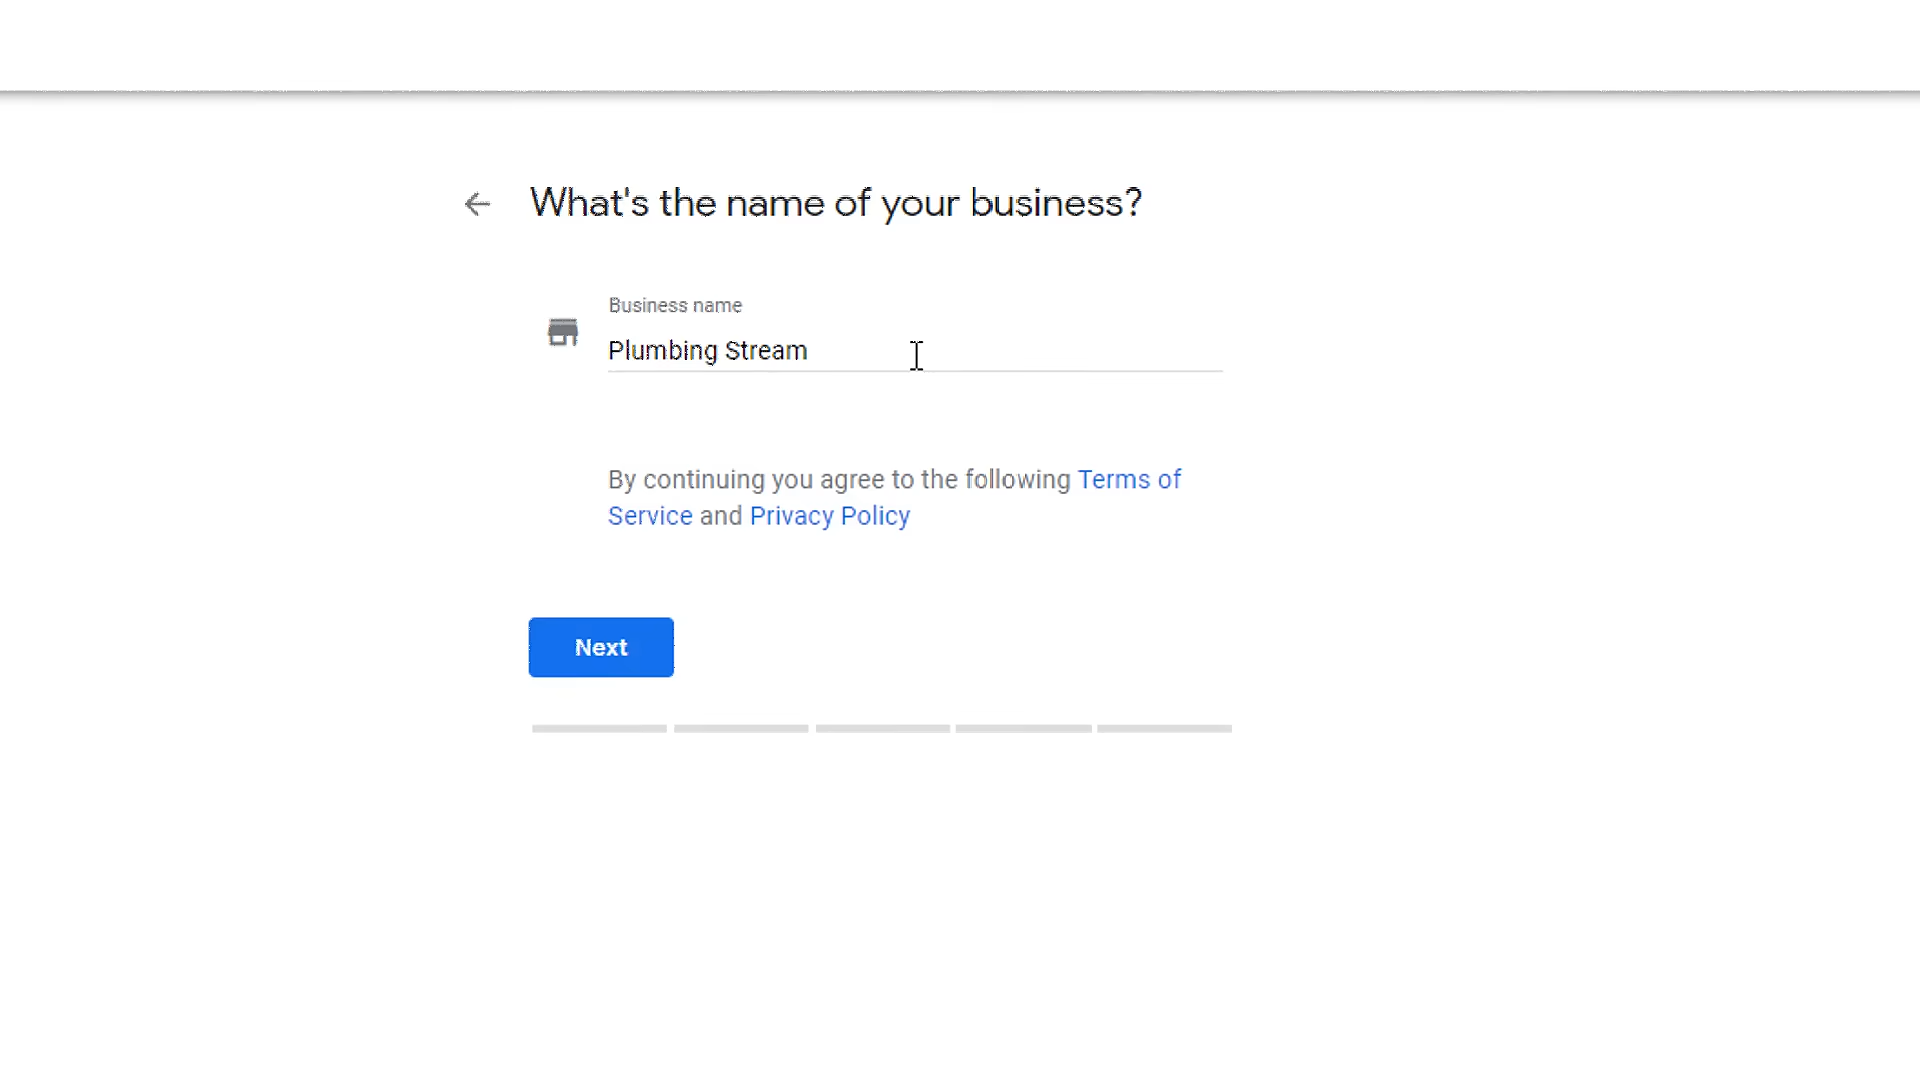 What's the name of your business?
Business name
Plumbing Stream
By continuing you agree to the following Terms of
Service and Privacy Policy
Next